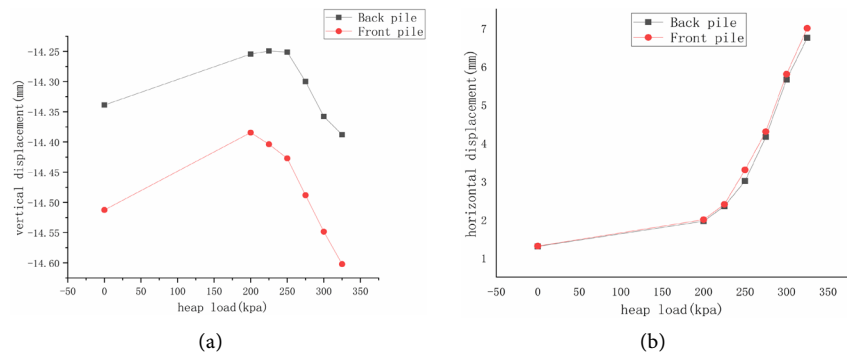 Back pile
Front pile
vertical displacement(mm)
-14.25
-14.30
-14.35
-14.40
-14.45
-14.50
-14.55
-14.60
-50 0 50 100 150 200 250 300 350
heap load(kpa)
(a)
Back pile
Front pile
horizontal displacement(mm)
7
6
5
4
3
2
1
-50 0 50 100 150 200 250 300 350
heap load(kpa)
(b)